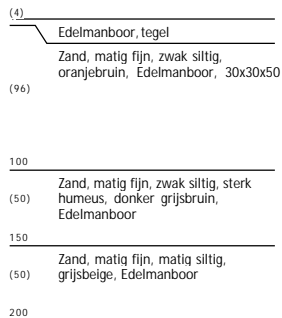 (4)
Edelmanboor, tegel
Zand, matig fijn, zwak siltig,
oranjebruin, Edelmanboor, 30x30x50
(96)
100
Zand, matig fijn, zwak siltig, sterk
(50) humeus, donker grijsbruin,
Edelmanboor
150
Zand, matig fijn, matig siltig,
(50) grijsbeige, Edelmanboor
200